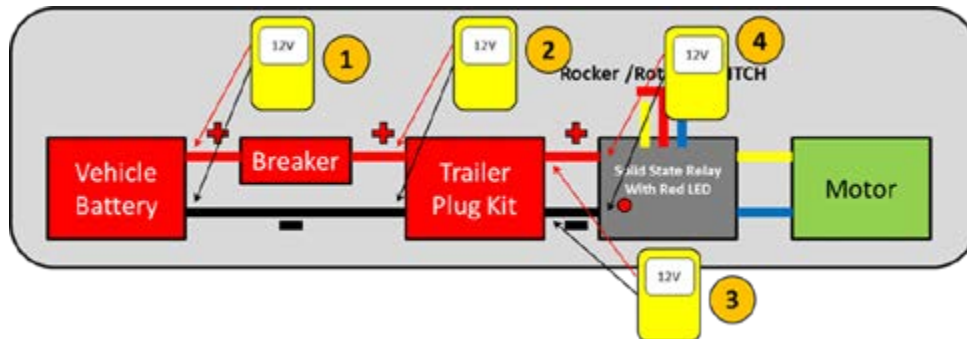 12V
1
12V
2
12V
4
Rocker /Rot ITCH
Vehicle
Battery
Breaker
Trailer
Plug Kit
Solid State Relay
With Red LED
Motor
12V
3